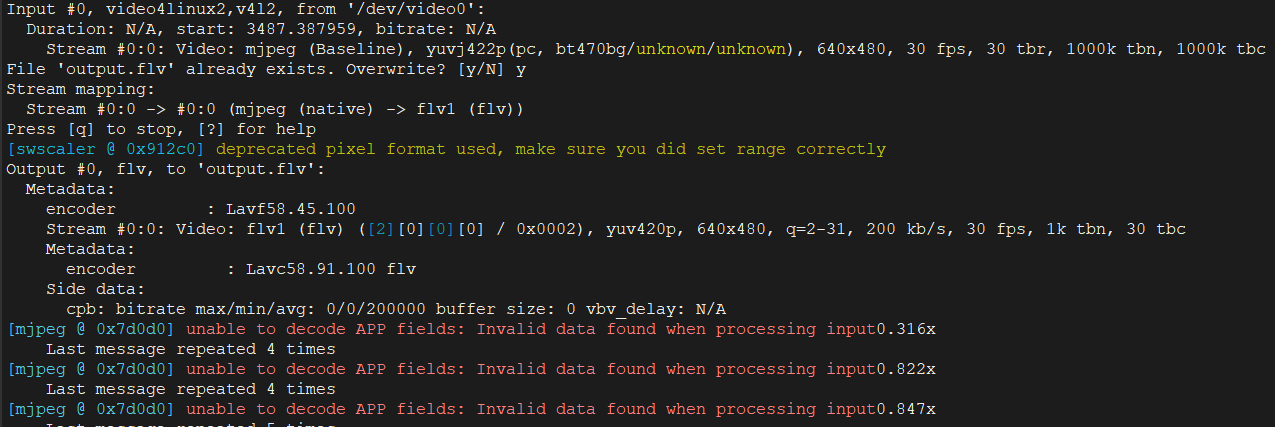 Input #0, video4linux2,v4l2, from '/dev/video0':
  Duration: N/A, start: 3487.387959, bitrate: N/A
    Stream #0:0: Video: mjpeg (Baseline), yuvj422p(pc, bt470bg/unknown/unknown), 640x480, 30 fps, 30 tbr, 1000k tbn, 1000k tbc
File 'output.flv' already exists. Overwrite? [y/N] y
Stream mapping:
  Stream #0:0 -> #0:0 (mjpeg (native) -> flv1 (flv))
Press [q] to stop, [?] for help
[swscaler @ 0x912c0] deprecated pixel format used, make sure you did set range correctly
Output #0, flv, to 'output.flv':
  Metadata:
    encoder         : Lavf58.45.100
    Stream #0:0: Video: flv1 (flv) ([2][0][0][0] / 0x0002), yuv420p, 640x480, q=2-31, 200 kb/s, 30 fps, 1k tbn, 30 tbc
    Metadata:
      encoder         : Lavc58.91.100 flv
    Side data:
      cpb: bitrate max/min/avg: 0/0/200000 buffer size: 0 vbv_delay: N/A
[mjpeg @ 0x7d0d0] unable to decode APP fields: Invalid data found when processing input0.316x
    Last message repeated 4 times
[mjpeg @ 0x7d0d0] unable to decode APP fields: Invalid data found when processing input0.822x
    Last message repeated 4 times
[mjpeg @ 0x7d0d0] unable to decode APP fields: Invalid data found when processing input0.847x
    Last message repeated 5 times